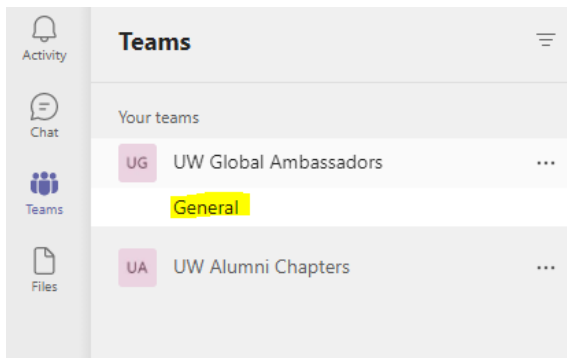 Activity
Chat
Teams
Files
Teams
Your teams
UG UW Global Ambassadors ...
General
UA UW Alumni Chapters ...